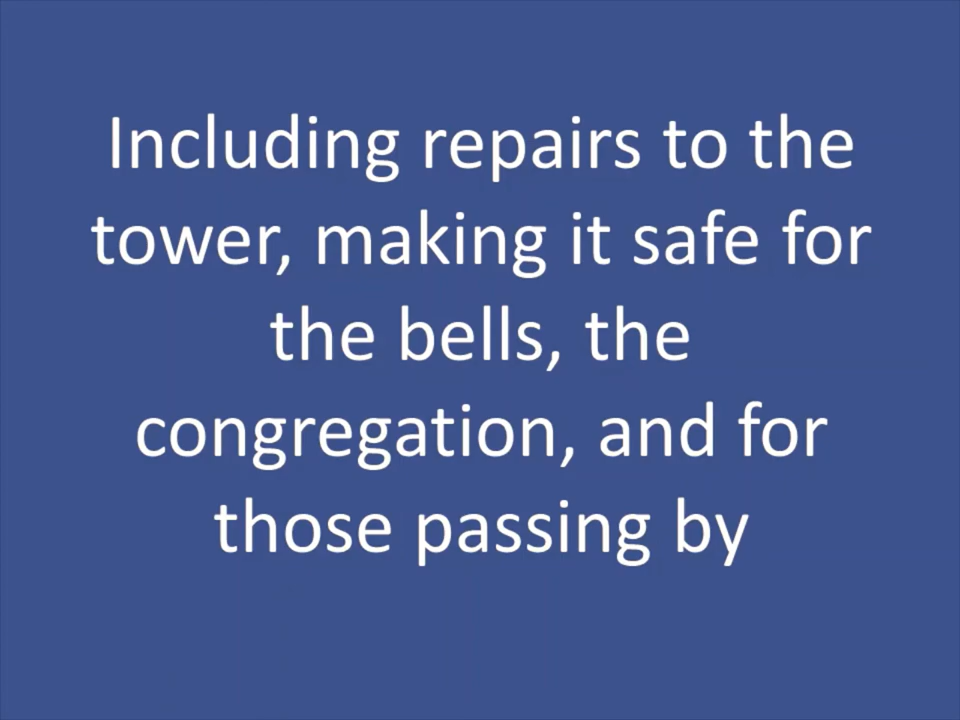 Including repairs to the
tower, making it safe for
the bells, the
congregation, and for
those passing by